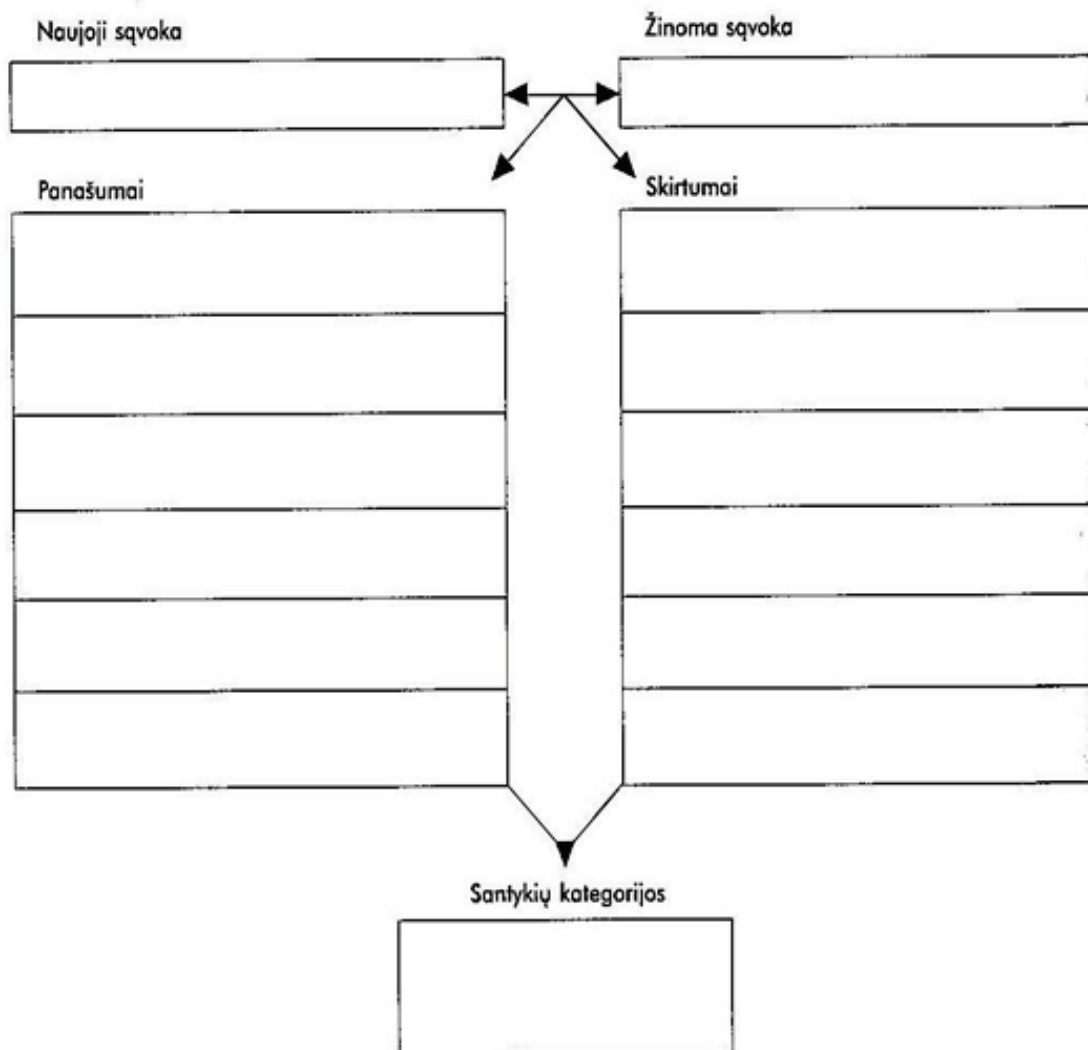 Naujoji sąvoka
Žinoma sąvoka
Panašumai
Skirtumai
Santykių kategorijos